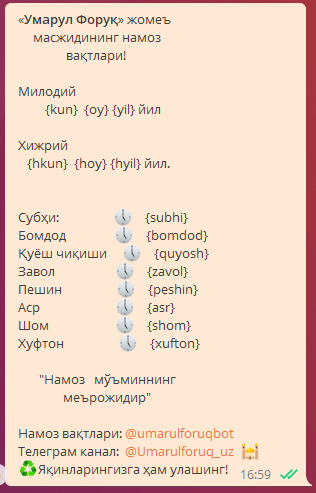 «Умарул Форуқ» жомеъ
масжидининг намоз
вақтлари!
Милодий
{kun} {oy} {yil} йил
Хижрий
{hkun} {hoy} {hyil} йил.
Субҳи: 🕔 {subhi}
Бомдод 🕔 {bomdod}
Қуёш чиқиши 🕔 {quyosh}
Завол 🕔 {zavol}
Пешин 🕔 {peshin}
Аср 🕔 {asr}
Шом 🕔 {shom}
Хуфтон 🕔 {xufton}
"Намоз мўъминнинг
меърожидир"
Намоз вақтлари: @umarulforuqbot
Телеграм канал: @Umarulforuq_uz 🕌
♻️Яқинларингизга ҳам улашинг!
16:59